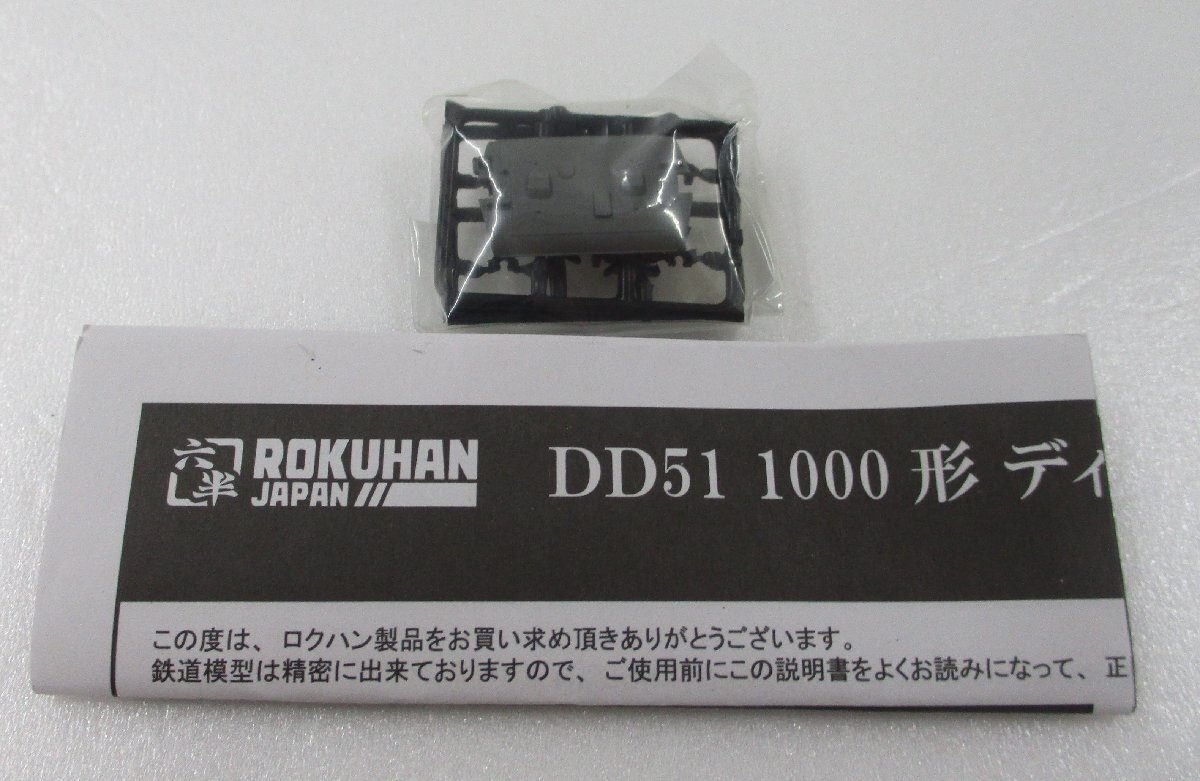 六半 ROKUHAN
JAPAN
DD51 1000 形 ディ
この度は、ロクハン製品をお買い求め頂きありがとうございます。
鉄道模型は精密に出来ておりますので、ご使用前にこの説明書をよくお読みになって、正